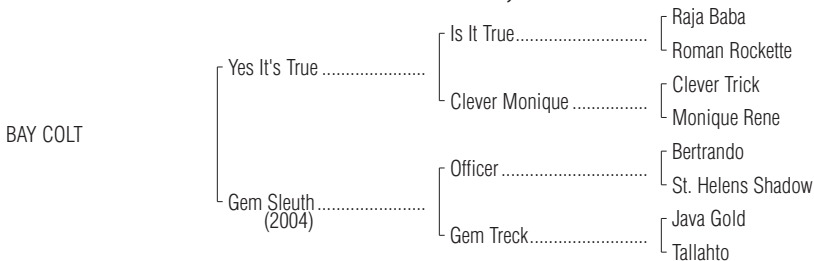 Raja Baba
Is It True............................
Roman Rockette
Yes It's True ......................
Clever Trick
Clever Monique ................
Monique Rene
BAY COLT
Bertrando
Officer...............................
St. Helens Shadow
Gem Sleuth.......................
(2004)
Java Gold
Gem Treck.........................
Tallahto